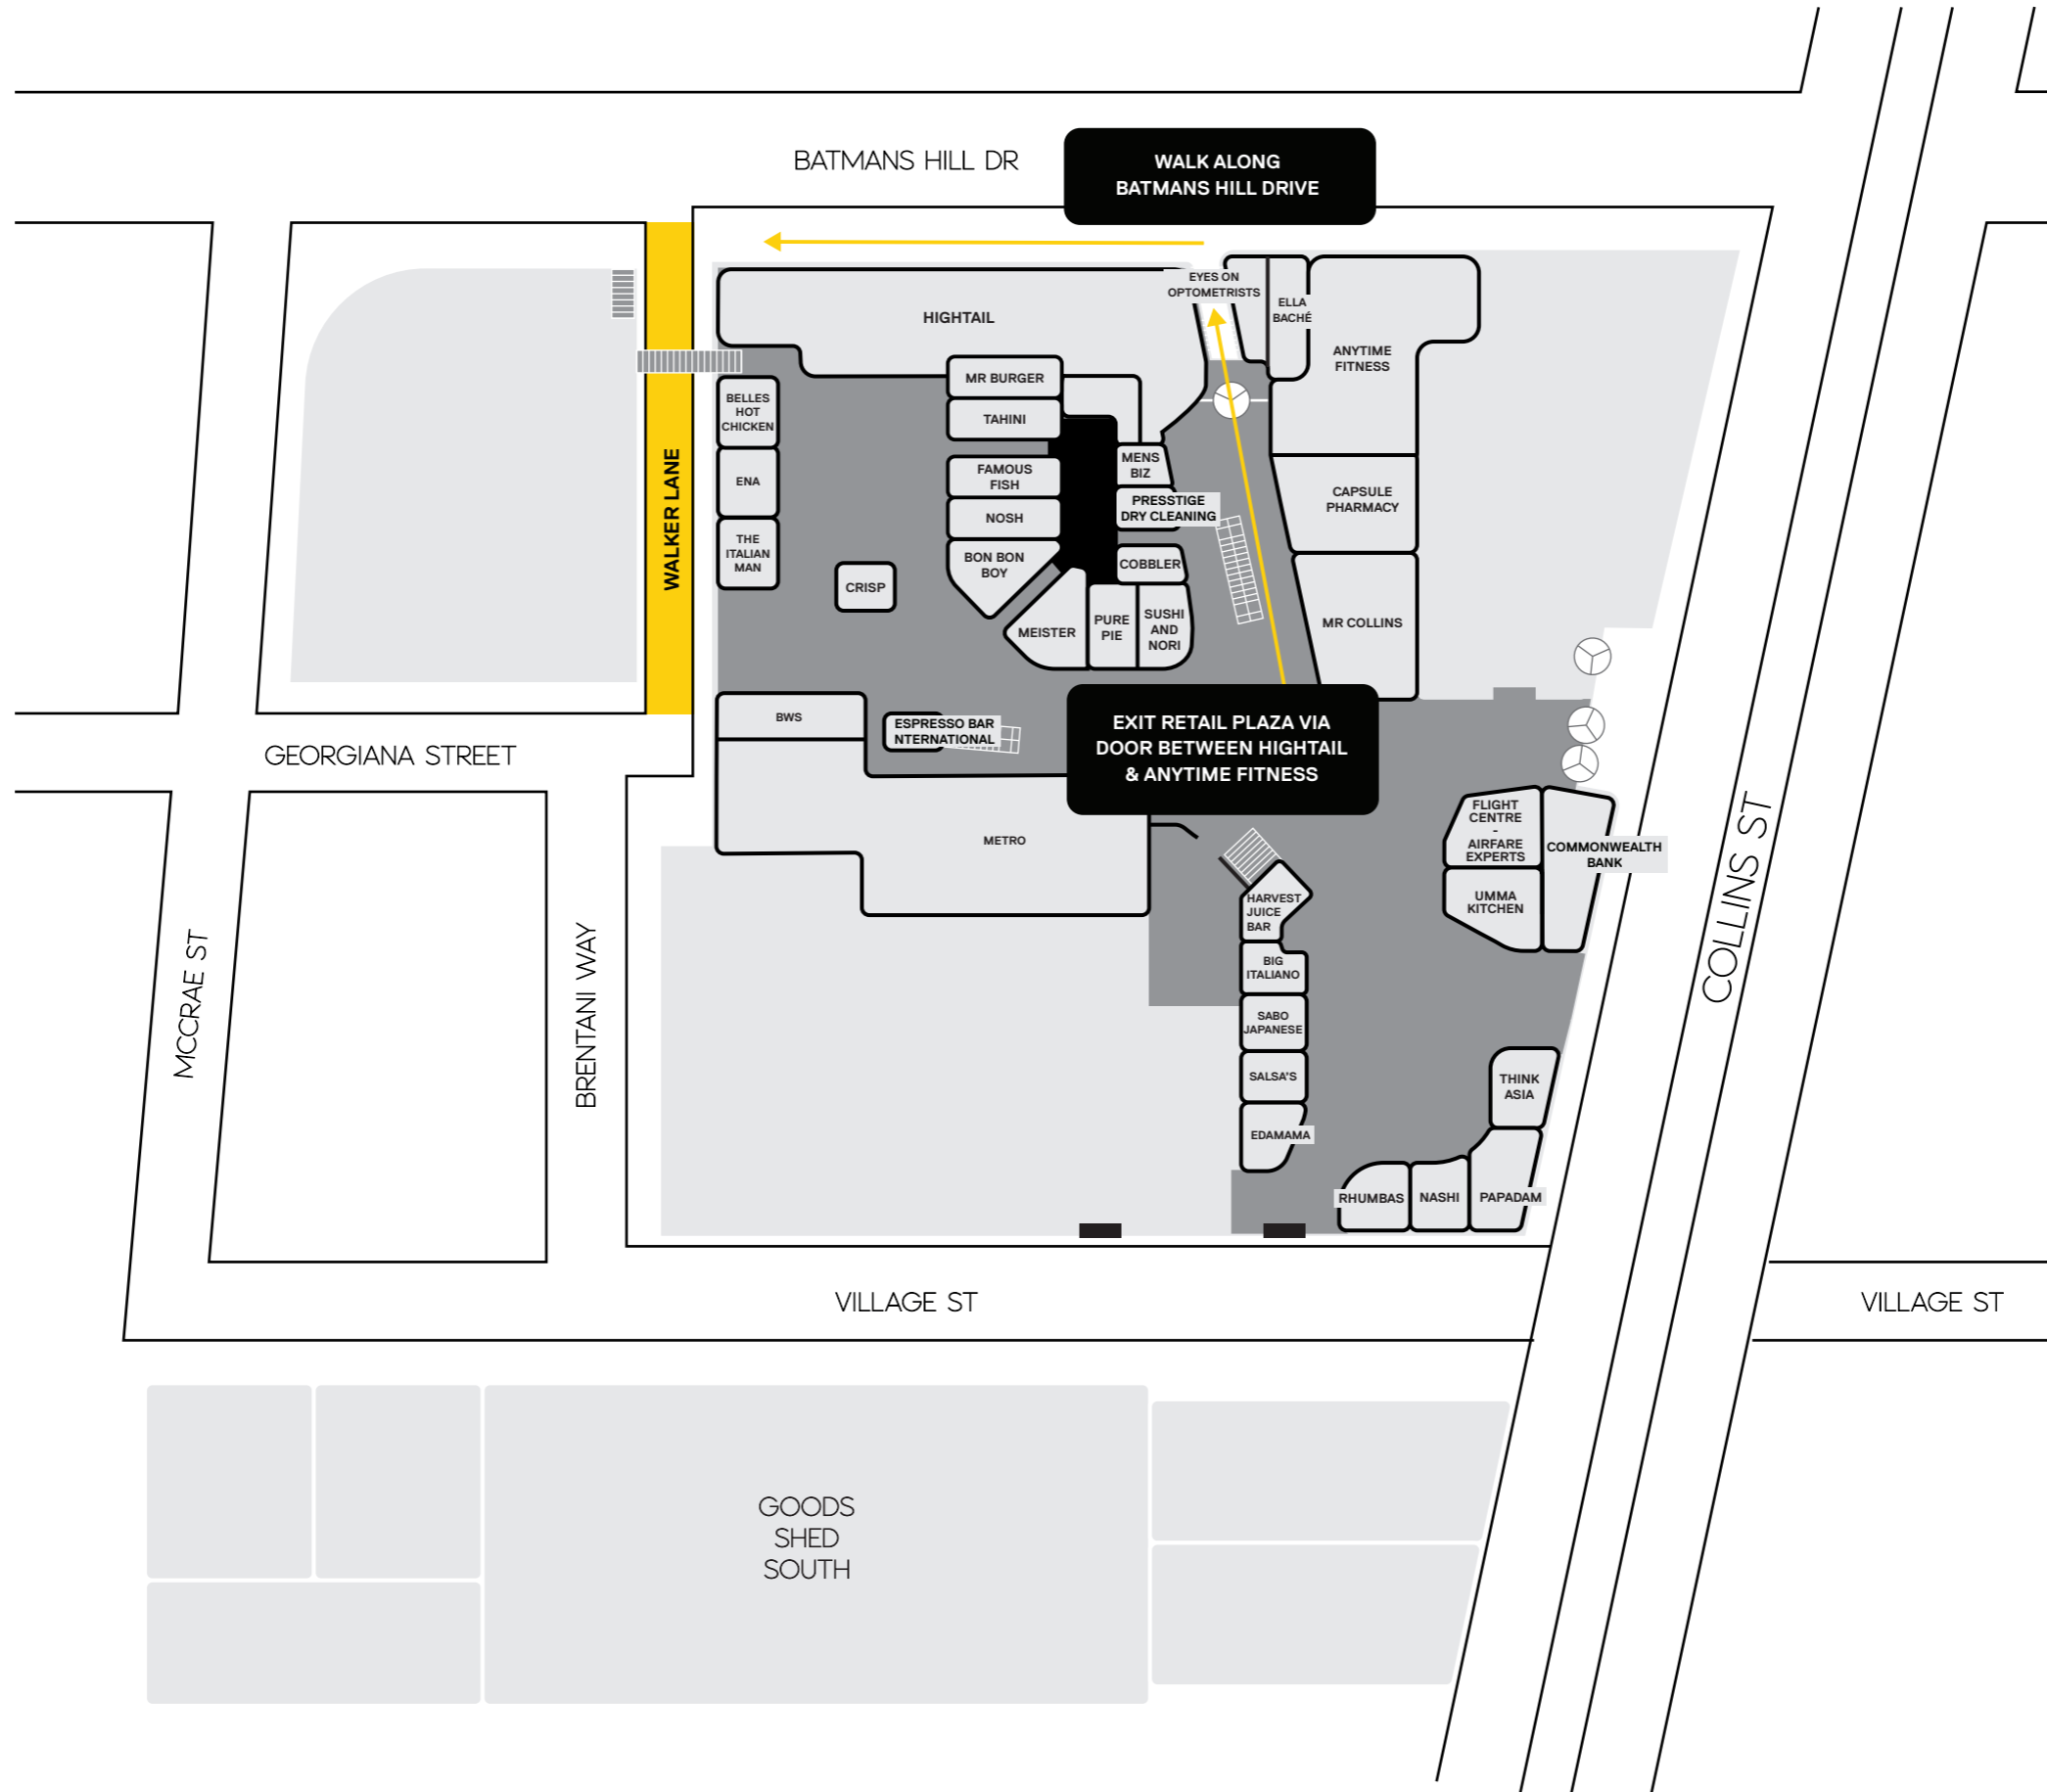 BATMANS HILL DR
WALK ALONG
BATMANS HILL DRIVE
EYES ON
OPTOMETRISTS
ELLA
BACHÉ
HIGHTAIL
ANYTIME
FITNESS
MR BURGER
TAHINI
BELLES
HOT
CHICKEN
ENA
THE
ITALIAN
MAN
WALKER LANE
FAMOUS
FISH
NOSH
BON BON
BOY
MENS
BIZ
PRESSTIGE
DRY CLEANING
COBBLER
CAPSULE
PHARMACY
CRISP
MEISTER
PURE
PIE
SUSHI
AND
NORI
MR COLLINS
BWS
ESPRESSO BAR
NTERNATIONAL
EXIT RETAIL PLAZA VIA
DOOR BETWEEN HIGHTAIL
& ANYTIME FITNESS
GEORGIANA STREET
METRO
FLIGHT
CENTRE
-
AIRFARE
EXPERTS
COMMONWEALTH
BANK
UMMA
KITCHEN
COLLINS ST
HARVEST
JUICE
BAR
BIG
ITALIANO
SABO
JAPANESE
SALSA'S
EDAMAMA
MCCRAE ST
BRENTANI WAY
THINK
ASIA
RHUMBAS
NASHI
PAPADAM
VILLAGE ST
VILLAGE ST
GOODS
SHED
SOUTH